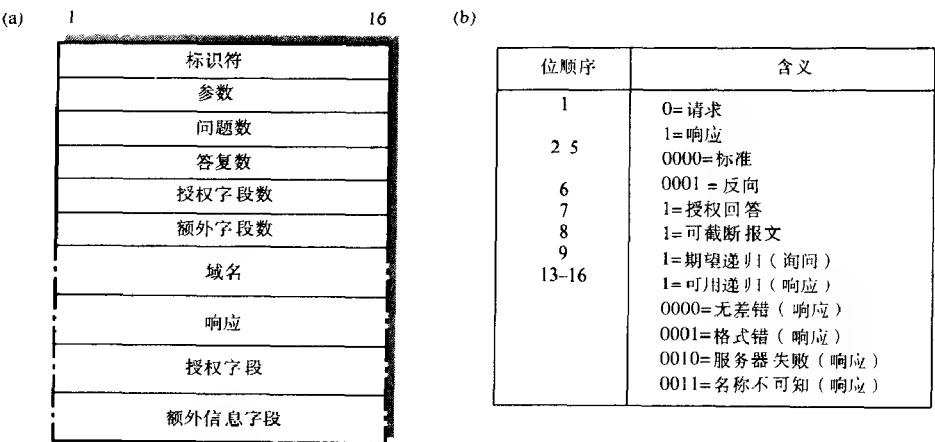 (a)
1 16
标识符
参数
问题数
答复数
授权字段数
额外字段数
域名
响应
授权字段
额外信息字段
(b)
位顺序 含义
1 0=请求
1=响应
2 5 0000=标准
0001=反向
6 1=授权回答
7 1=可截断报文
8 1=期望递归(询问)
9 1=可用递归(响应)
13-16 0000=无差错(响应)
0001=格式错(响应)
0010=服务器失败(响应)
0011=名称不可知(响应)